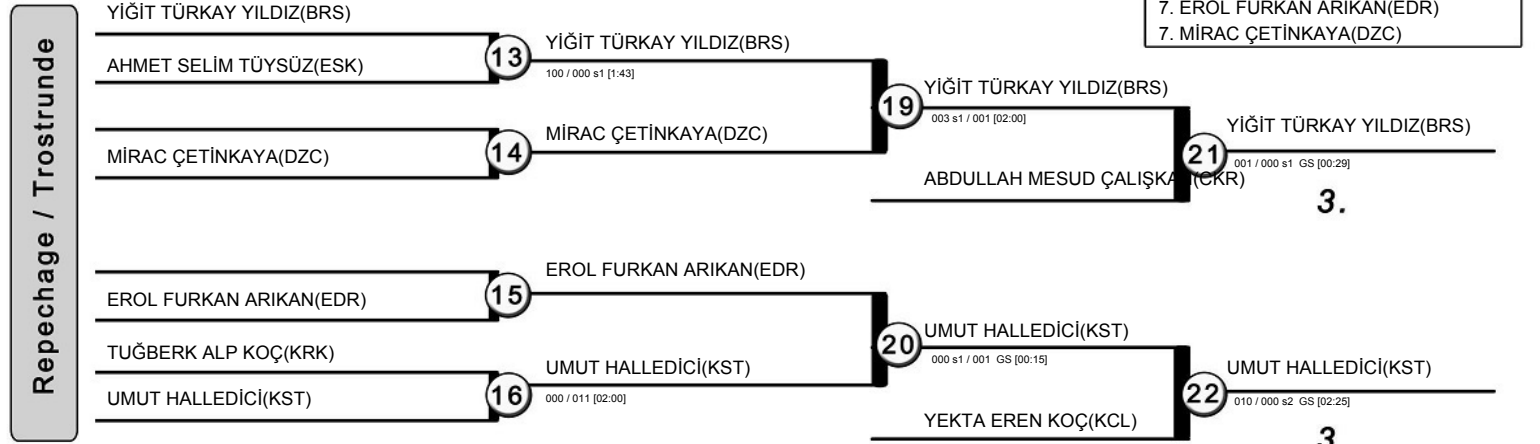 Repechage / Trostrunde
7. EROL FURKAN ARIKAN(EDR)
7. MİRAC ÇETİNKAYA(DZC)
YİĞİT TÜRKAY YILDIZ(BRS)
AHMET SELİM TÜYSÜZ(ESK)
13
YİĞİT TÜRKAY YILDIZ(BRS)
100 / 000 s1 [1:43]
MİRAC ÇETİNKAYA(DZC)
14
MİRAC ÇETİNKAYA(DZC)
19
YİĞİT TÜRKAY YILDIZ(BRS)
003 s1 / 001 [02:00]
ABDULLAH MESUD ÇALIŞKAN(CKR)
21
YİĞİT TÜRKAY YILDIZ(BRS)
001 / 000 s1 GS [00:29]
3.
EROL FURKAN ARIKAN(EDR)
15
EROL FURKAN ARIKAN(EDR)
TUĞBERK ALP KOÇ(KRK)
UMUT HALLEDİCİ(KST)
16
UMUT HALLEDİCİ(KST)
000 / 011 [02:00]
20
UMUT HALLEDİCİ(KST)
000 s1 / 001 GS [00:15]
YEKTA EREN KOÇ(KCL)
22
UMUT HALLEDİCİ(KST)
010 / 000 s2 GS [02:25]
3